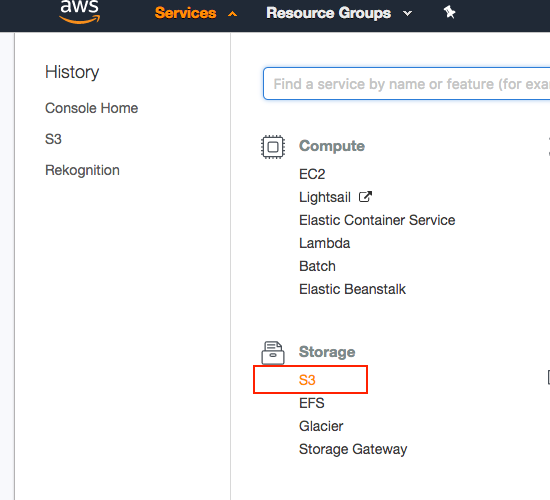 aws
Services
Resource Groups
History
Console Home
S3
Rekognition
Find a service by name or feature (for exa
Compute
EC2
Lightsail
Elastic Container Service
Lambda
Batch
Elastic Beanstalk
Storage
S3
EFS
Glacier
Storage Gateway